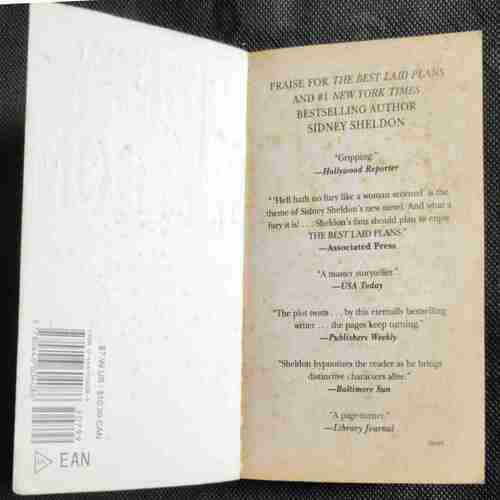 PRAISE FOR THE BEST LAID PLANS
AND #1 NEW YORK TIMES
BESTSELLING AUTHOR
SIDNEY SHELDON
"Gripping."
—Hollywood Reporter
"'Hell hath no fury like a woman scorned' is the
theme of Sidney Sheldon's new novel. And what a
fury it is! . . . Sheldon's fans should plan to enjoy
THE BEST LAID PLANS."
—Associated Press
"A master storyteller."
—USA Today
"The plot twists . . . by this eternally bestselling
writer . . . the pages keep turning."
—Publishers Weekly
"Sheldon hypnotizes the reader as he brings
distinctive characters alive."
—Baltimore Sun
"A page-turner."
—Library Journal
$7.99 US
CAN
EAN